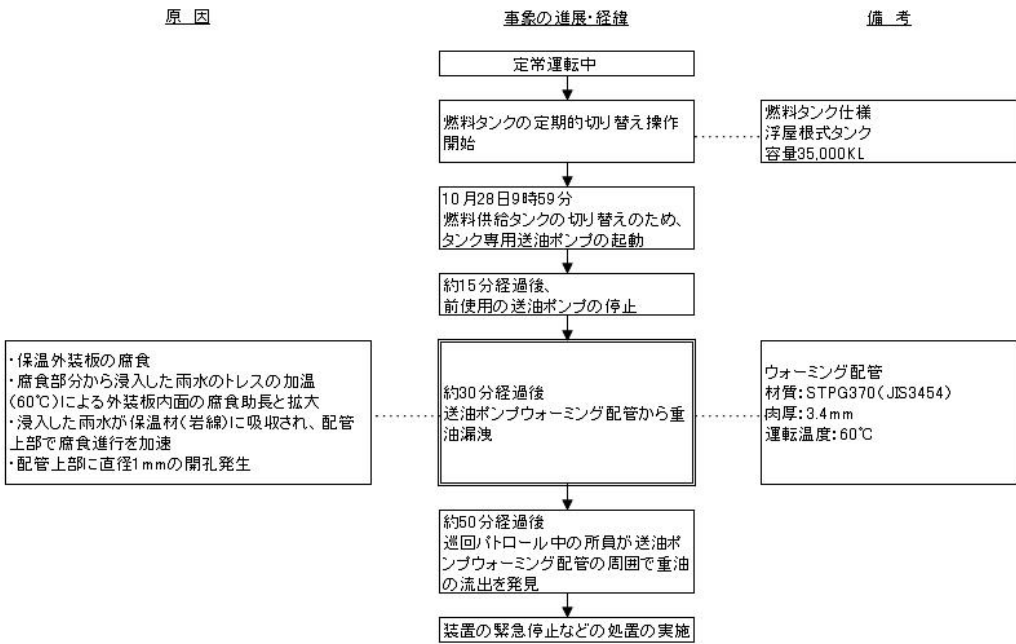 原 因
事象の進展・経緯
備 考
定常運転中
燃料タンクの定期的切り替え操作
開始
燃料タンク仕様
浮屋根式タンク
容量35,000KL
10月28日9時59分
燃料供給タンクの切り替えのため、
タンク専用送油ポンプの起動
約15分経過後、
前使用の送油ポンプの停止
・保温外装板の腐食
・腐食部分から浸入した雨水のトレスの加温
(60℃)による外装板内面の腐食助長と拡大
・浸入した雨水が保温材(岩綿)に吸収され、配管
上部で腐食進行を加速
・配管上部に直径1mmの開孔発生
約30分経過後
送油ポンプウォーミング配管から重
油漏洩
ウォーミング配管
材質:STPG370(JIS3454)
肉厚:3.4mm
運転温度:60℃
約50分経過後
巡回パトロール中の所員が送油ポ
ンプウォーミング配管の周囲で重油
の流出を発見
装置の緊急停止などの処置の実施